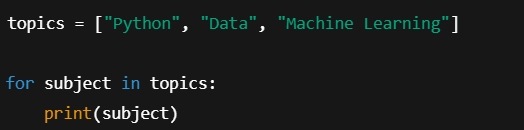 topics = ["Python", "Data", "Machine Learning"]

for subject in topics:
    print(subject)